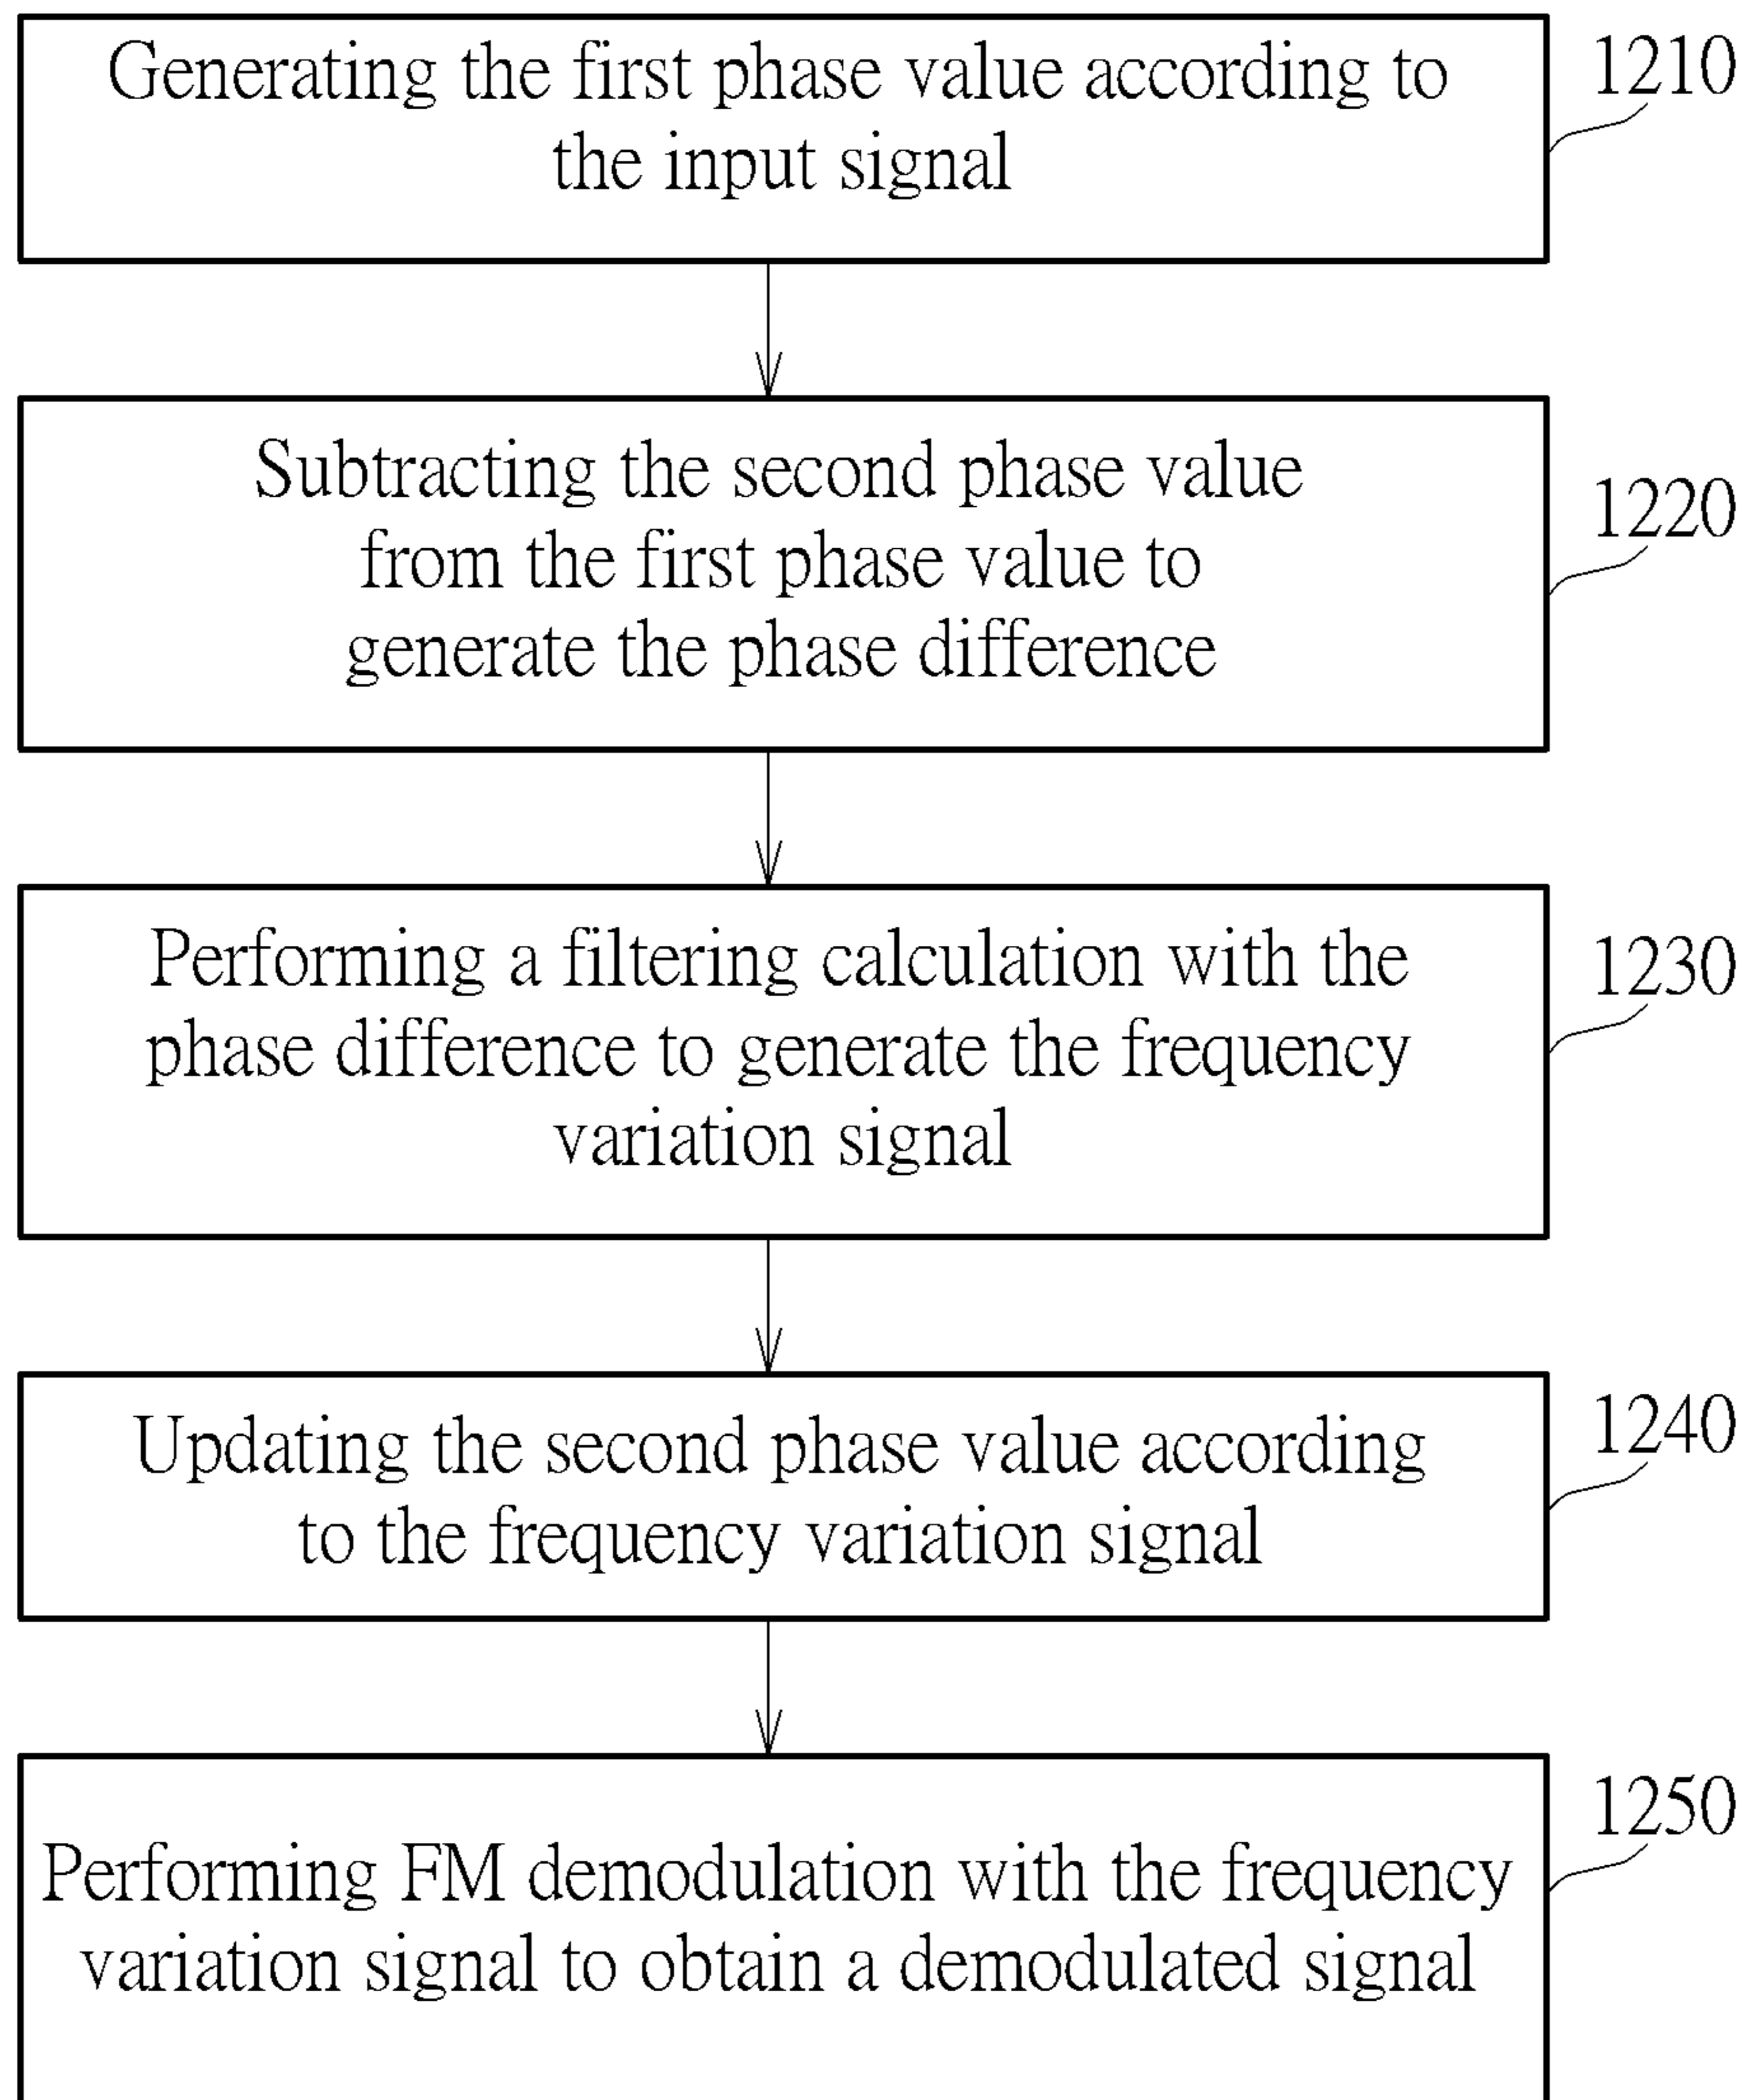 Generating the first phase value according to
the input signal
1210
Subtracting the second phase value
from the first phase value to
generate the phase difference
1220
Performing a filtering calculation with the
phase difference to generate the frequency
variation signal
1230
Updating the second phase value according
to the frequency variation signal
1240
Performing FM demodulation with the frequency
variation signal to obtain a demodulated signal
1250